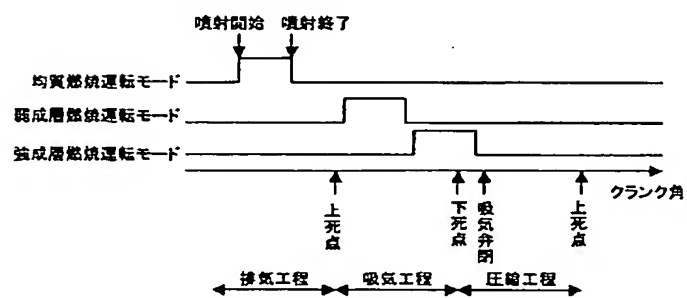 噴射開始 噴射終了
均質燃焼運転モード
弱成層燃焼運転モード
強成層燃焼運転モード
クランク角
上死点
下死点
吸気弁閉
上死点
排気工程 吸気工程 圧縮工程